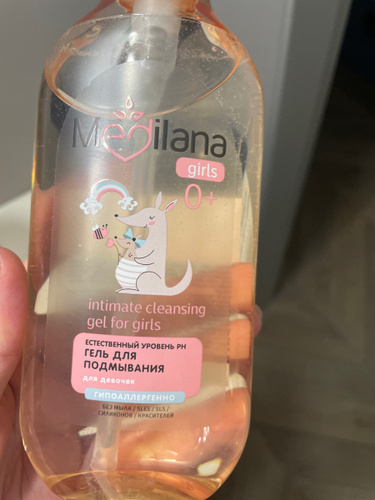 Medilana
girls
0+
intimate cleansing
gel for girls
ЕСТЕСТВЕННЫЙ УРОВЕНЬ PH
ГЕЛЬ ДЛЯ
ПОДМЫВАНИЯ
для девочек
ГИПОАЛЛЕРГЕННО
БЕЗ МЫЛА / SLES / SLS /
СИЛИКОНОВ / КРАСИТЕЛЕЙ